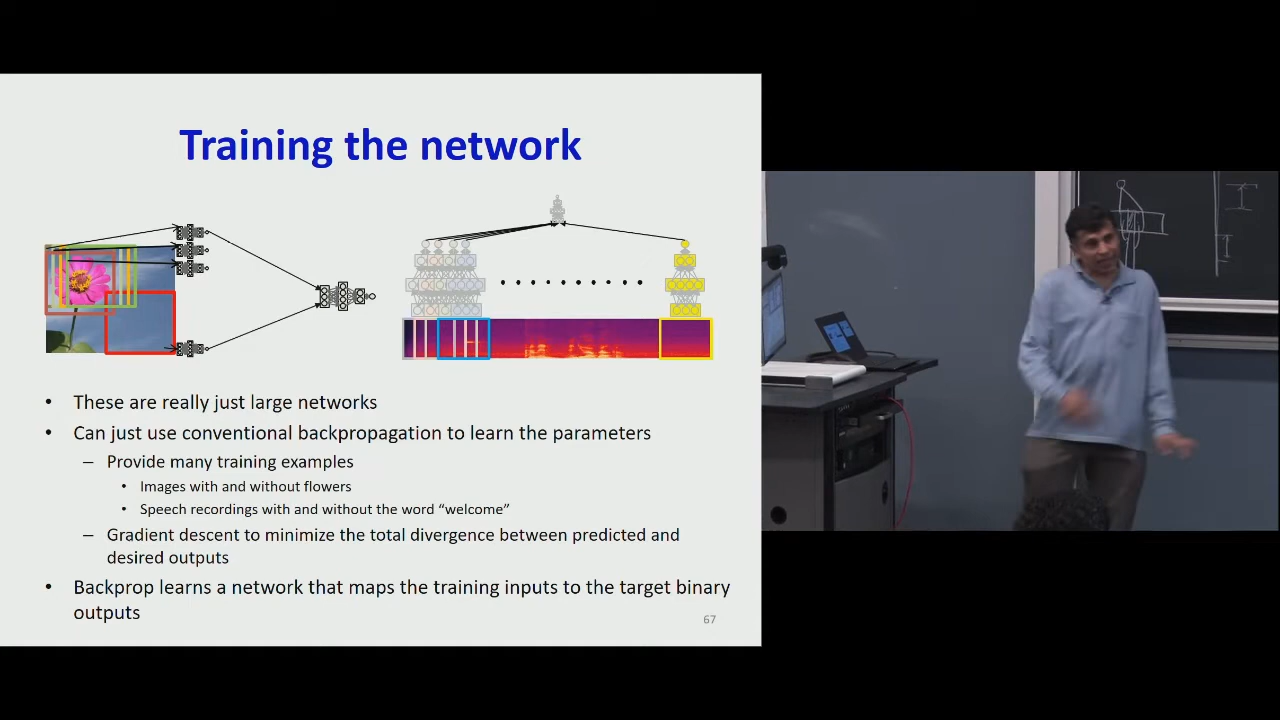 Training the network
• These are really just large networks
• Can just use conventional backpropagation to learn the parameters
– Provide many training examples
• Images with and without flowers
• Speech recordings with and without the word “welcome”
– Gradient descent to minimize the total divergence between predicted and
desired outputs
• Backprop learns a network that maps the training inputs to the target binary
outputs
67